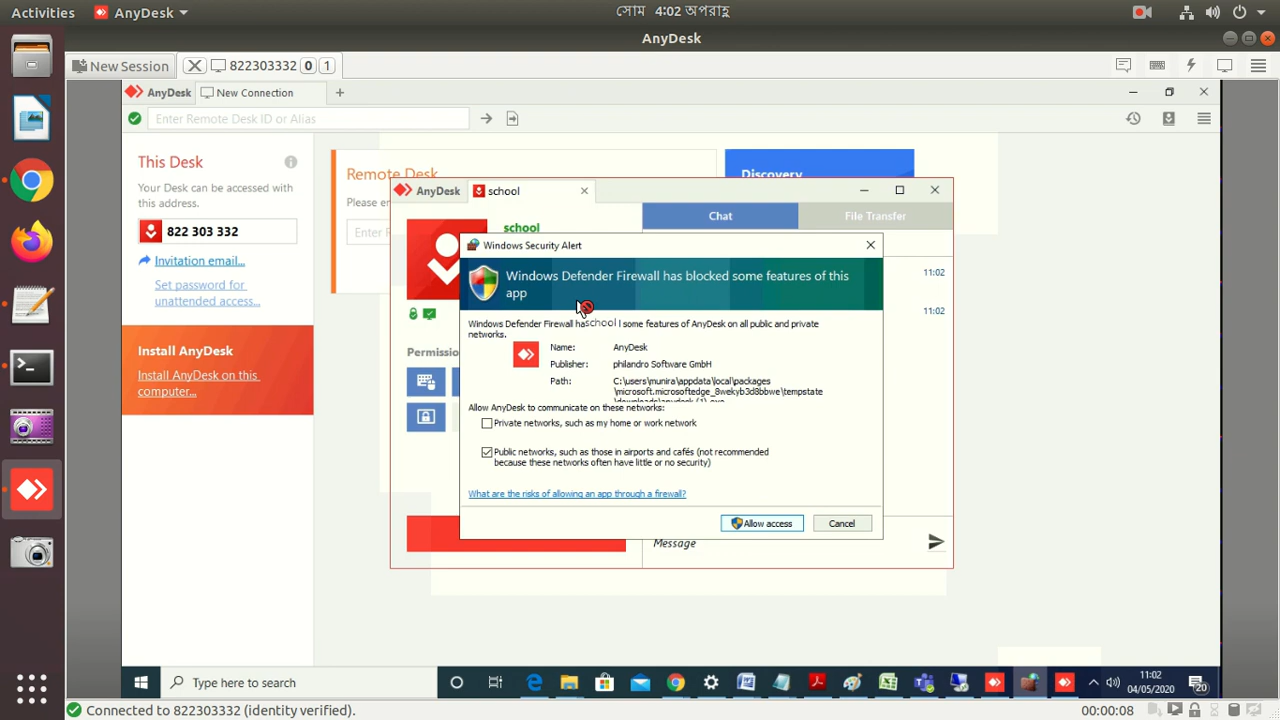 Activities
AnyDesk
সোম 4:02 অপরাহ্ণ
AnyDesk
New Session
822303332 0 1
AnyDesk
New Connection
+
Enter Remote Desk ID or Alias
This Desk
Your Desk can be accessed with
this address.
822 303 332
Invitation email...
Set password for
unattended access...
Install AnyDesk
Install AnyDesk on this
computer...
Remote Desk
Please en
Enter R
Discovery
AnyDesk
school
Chat
File Transfer
school
11:02
11:02
Permissio
Windows Security Alert
Windows Defender Firewall has blocked some features of this
app
Windows Defender Firewall ha
school
some features of AnyDesk on all public and private
networks.
Name: AnyDesk
Publisher: philandro Software GmbH
Path: C:\users\munira\appdata\local\packages
\microsoft.microsoftedge_8wekyb3d8bbwe\tempstate
Allow AnyDesk to communicate on these networks:
Private networks, such as my home or work network
Public networks, such as those in airports and cafés (not recommended
because these networks often have little or no security)
What are the risks of allowing an app through a firewall?
Allow access
Cancel
Message
Type here to search
11:02
04/05/2020
20
Connected to 822303332 (identity verified).
00:00:08